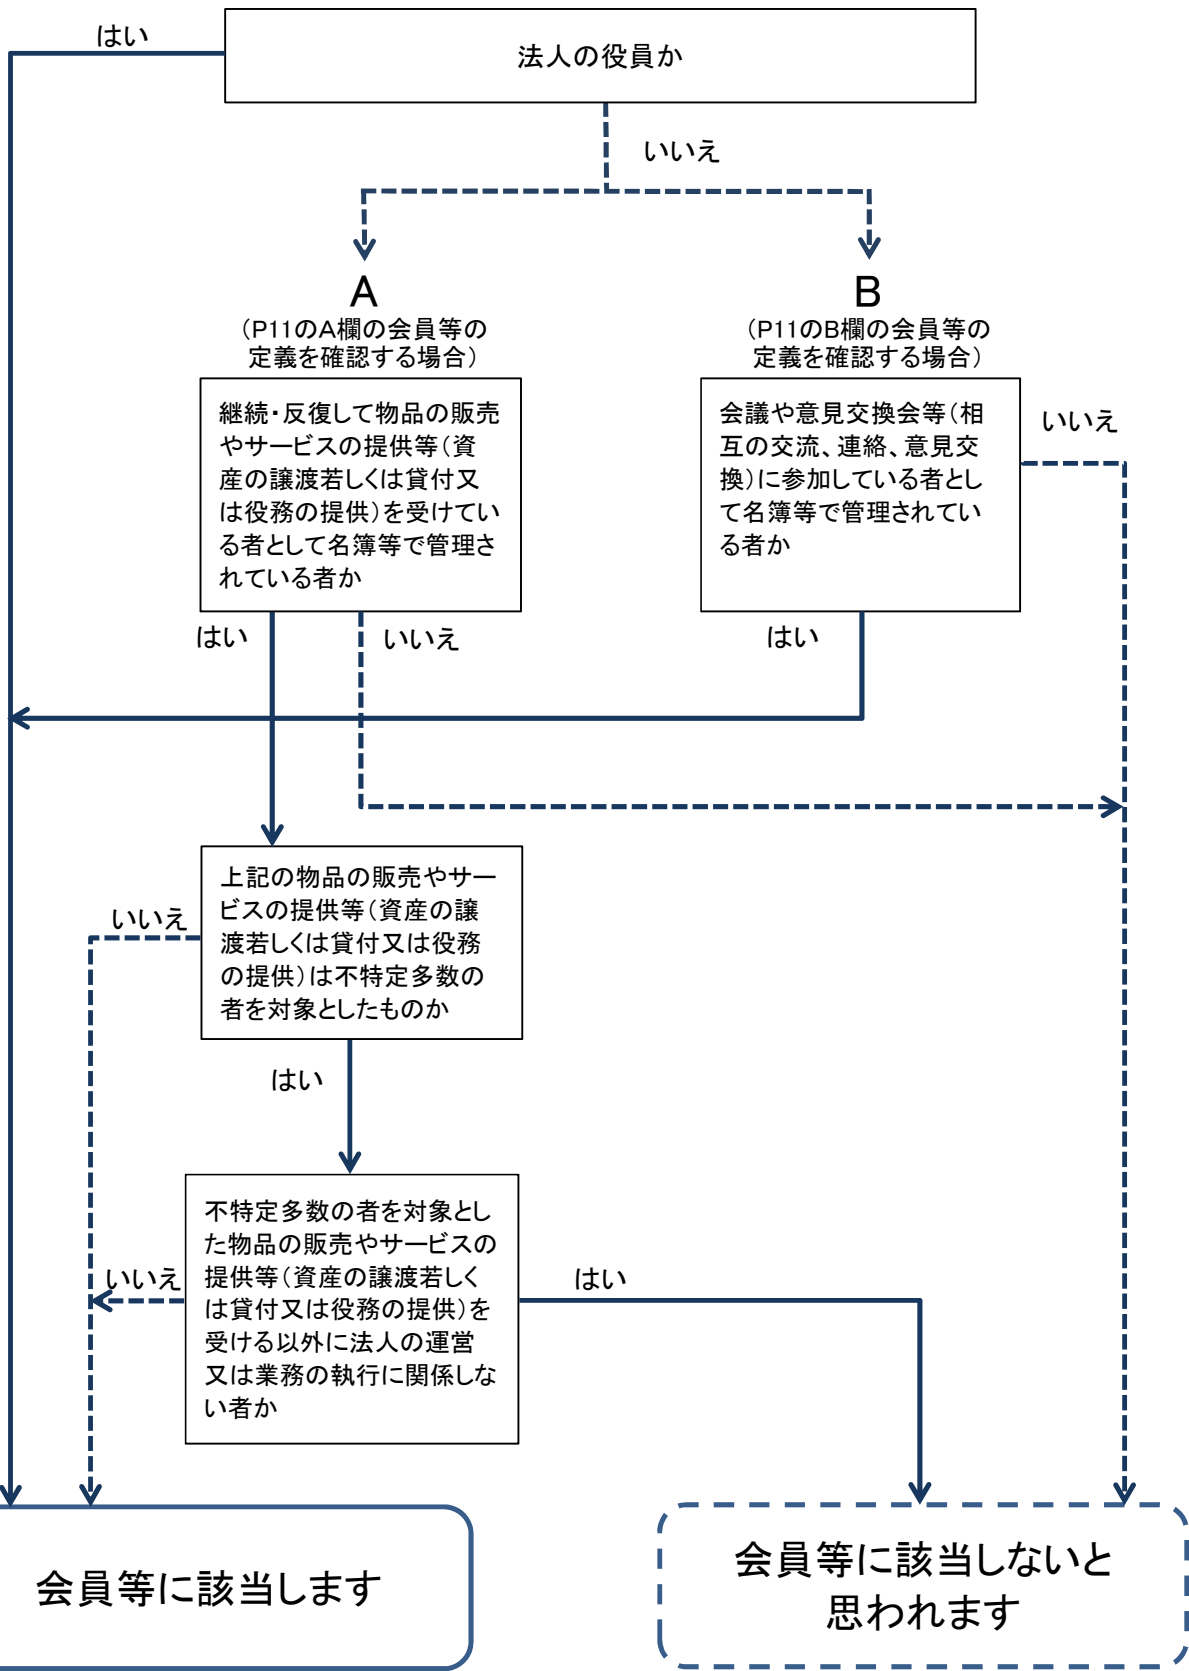 はい
法人の役員か
いいえ
A
（P11のA欄の会員等の
定義を確認する場合）
B
（P11のB欄の会員等の
定義を確認する場合）
継続・反復して物品の販売
やサービスの提供等（資
産の譲渡若しくは貸付又
は役務の提供）を受けてい
る者として名簿等で管理さ
れている者か
会議や意見交換会等（相
互の交流、連絡、意見交
換）に参加している者とし
て名簿等で管理されてい
る者か
いいえ
はい
いいえ
はい
上記の物品の販売やサー
ビスの提供等（資産の譲
渡若しくは貸付又は役務
の提供）は不特定多数の
者を対象としたものか
いいえ
はい
不特定多数の者を対象とし
た物品の販売やサービスの
提供等（資産の譲渡若しく
は貸付又は役務の提供）を
受ける以外に法人の運営
又は業務の執行に関係しな
い者か
いいえ
はい
会員等に該当します
会員等に該当しないと
思われます